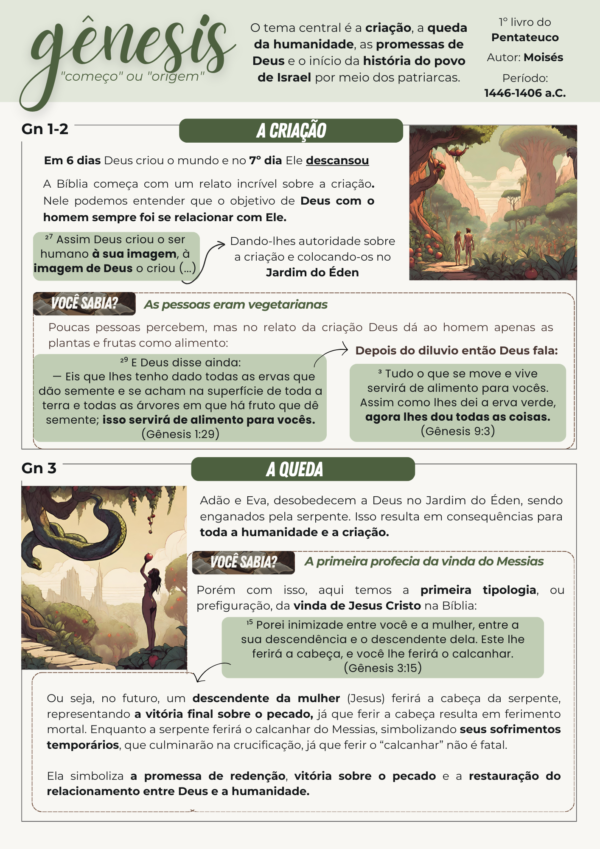 gênesis
"começo" ou "origem"
O tema central é a criação, a queda
da humanidade, as promessas de
Deus e o início da história do povo
de Israel por meio dos patriarcas.
1º livro do
Pentateuco
Autor: Moisés
Período:
1446-1406 a.C.
Gn 1-2
A CRIAÇÃO
Em 6 dias Deus criou o mundo e no 7º dia Ele descansou
A Bíblia começa com um relato incrível sobre a criação.
Nele podemos entender que o objetivo de Deus com o
homem sempre foi se relacionar com Ele.
²⁷ Assim Deus criou o ser
humano à sua imagem, à
imagem de Deus o criou (...)
Dando-lhes autoridade sobre
a criação e colocando-os no
Jardim do Éden
VOCÊ SABIA?
As pessoas eram vegetarianas
Poucas pessoas percebem, mas no relato da criação Deus dá ao homem apenas as
plantas e frutas como alimento:
²⁹ E Deus disse ainda:
— Eis que lhes tenho dado todas as ervas que
dão semente e se acham na superfície de toda a
terra e todas as árvores em que há fruto que dê
semente; isso servirá de alimento para vocês.
(Gênesis 1:29)
Depois do diluvio então Deus fala:
³ Tudo o que se move e vive
servirá de alimento para vocês.
Assim como lhes dei a erva verde,
agora lhes dou todas as coisas.
(Gênesis 9:3)
Gn 3
A QUEDA
Adão e Eva, desobedecem a Deus no Jardim do Éden, sendo
enganados pela serpente. Isso resulta em consequências para
toda a humanidade e a criação.
VOCÊ SABIA?
A primeira profecia da vinda do Messias
Porém com isso, aqui temos a primeira tipologia, ou
prefiguração, da vinda de Jesus Cristo na Bíblia:
¹⁵ Porei inimizade entre você e a mulher, entre a
sua descendência e o descendente dela. Este lhe
ferirá a cabeça, e você lhe ferirá o calcanhar.
(Gênesis 3:15)
Ou seja, no futuro, um descendente da mulher (Jesus) ferirá a cabeça da serpente,
representando a vitória final sobre o pecado, já que ferir a cabeça resulta em ferimento
mortal. Enquanto a serpente ferirá o calcanhar do Messias, simbolizando seus sofrimentos
temporários, que culminarão na crucificação, já que ferir o "calcanhar" não é fatal.
Ela simboliza a promessa de redenção, vitória sobre o pecado e a restauração do
relacionamento entre Deus e a humanidade.